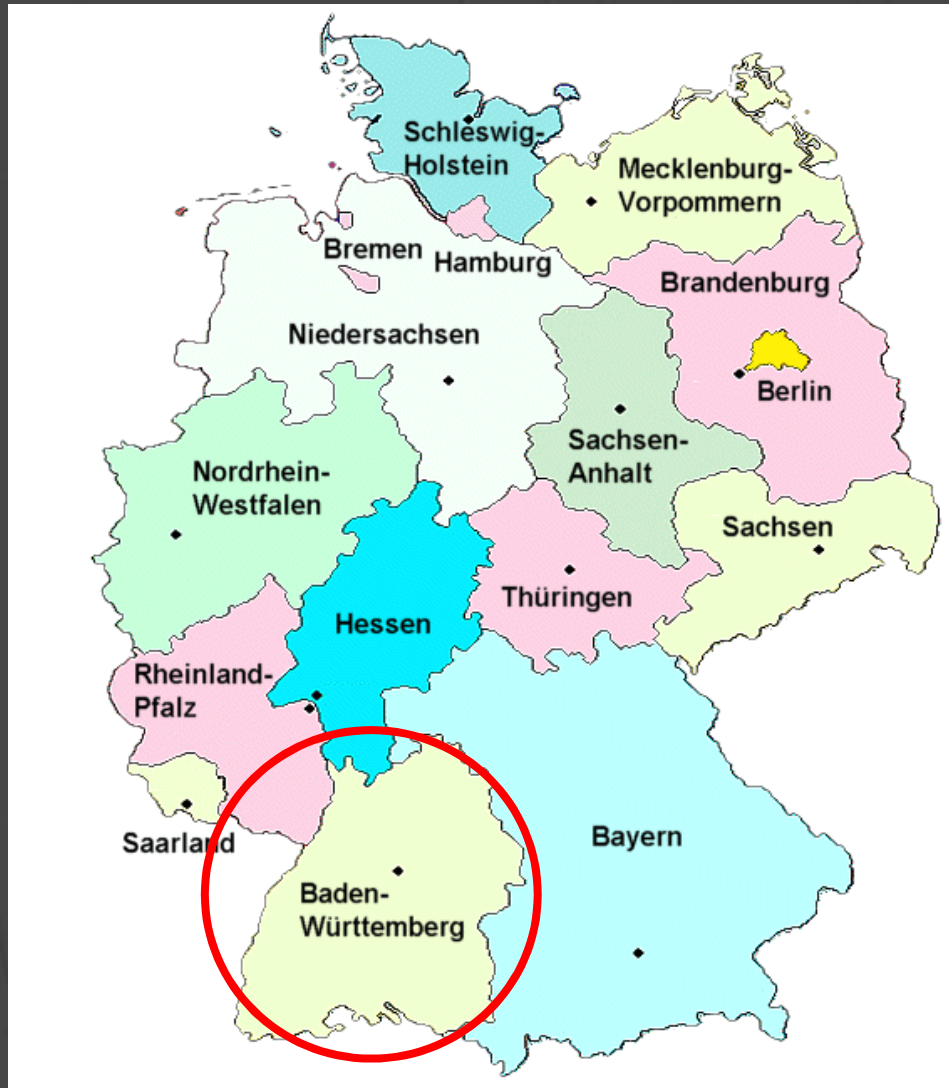 Schleswig-
Holstein
Mecklenburg-
Vorpommern
Bremen
Hamburg
Brandenburg
Niedersachsen
Berlin
Sachsen-
Anhalt
Nordrhein-
Westfalen
Sachsen
Thüringen
Hessen
Rheinland-
Pfalz
Saarland
Bayern
Baden-
Württemberg